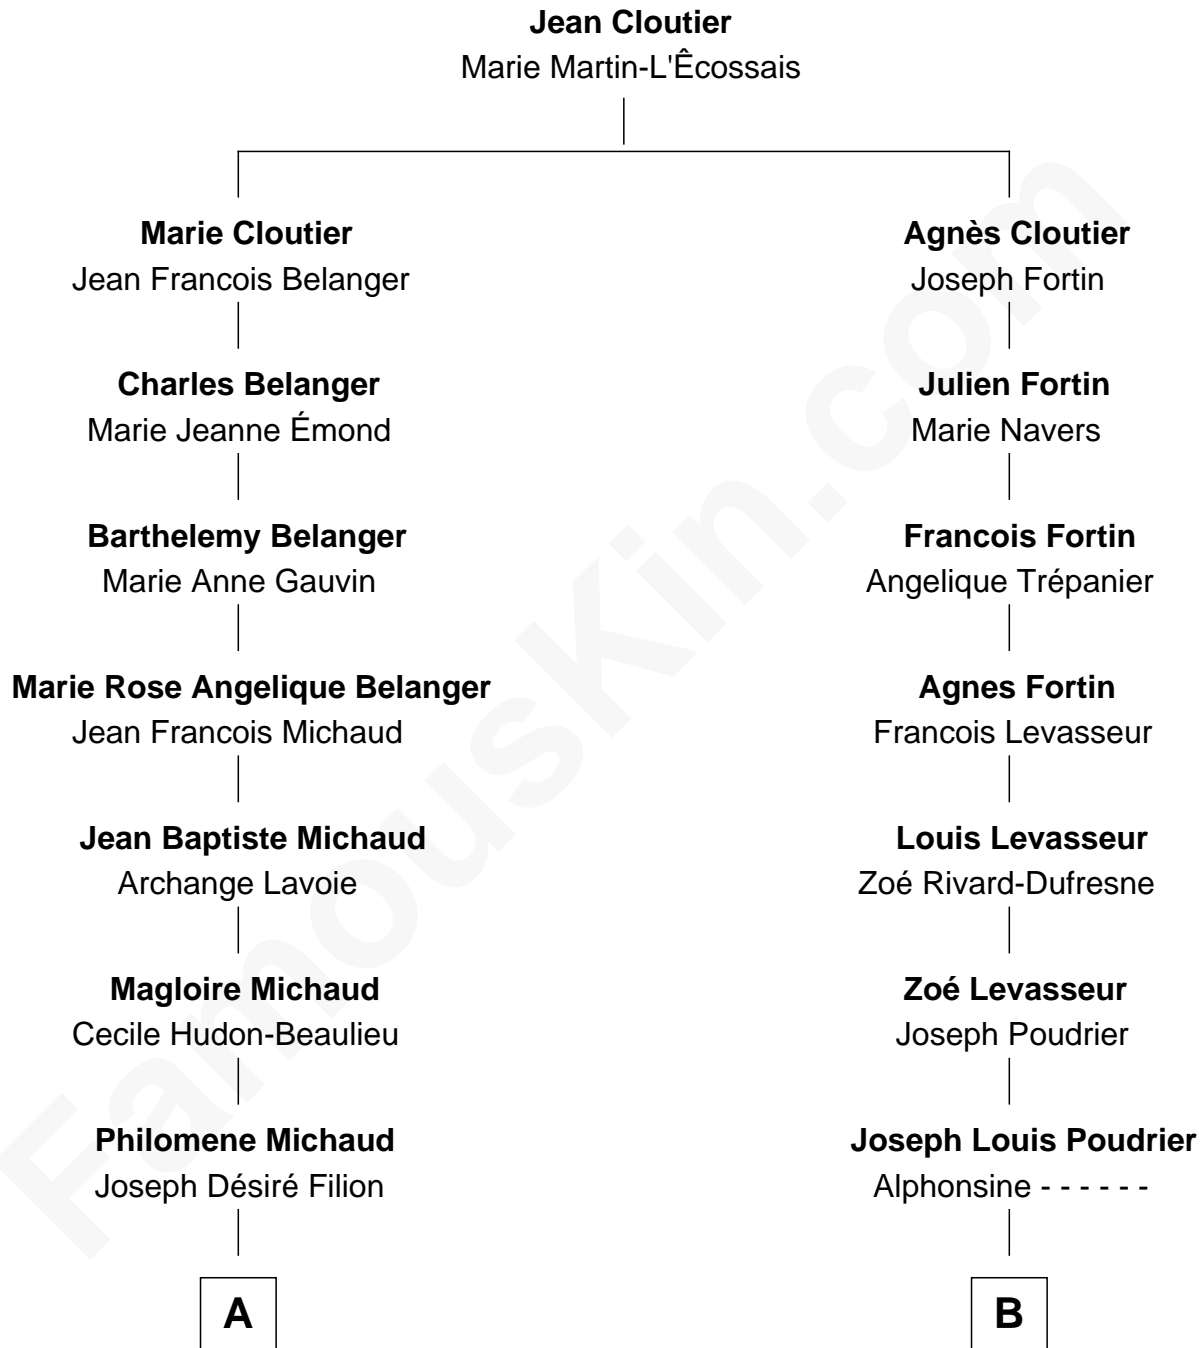 Jean Cloutier
Marie Martin-L'Êcossais
Marie Cloutier
Jean Francois Belanger
Charles Belanger
Marie Jeanne Émond
Barthelemy Belanger
Marie Anne Gauvin
Marie Rose Angelique Belanger
Jean Francois Michaud
Jean Baptiste Michaud
Archange Lavoie
Magloire Michaud
Cecile Hudon-Beaulieu
Philomene Michaud
Joseph Désiré Filion
A
Agnès Cloutier
Joseph Fortin
Julien Fortin
Marie Navers
Francois Fortin
Angelique Trépanier
Agnes Fortin
Francois Levasseur
Louis Levasseur
Zoé Rivard-Dufresne
Zoé Levasseur
Joseph Poudrier
Joseph Louis Poudrier
Alphonsine - - - - - -
B
FamousKin.com